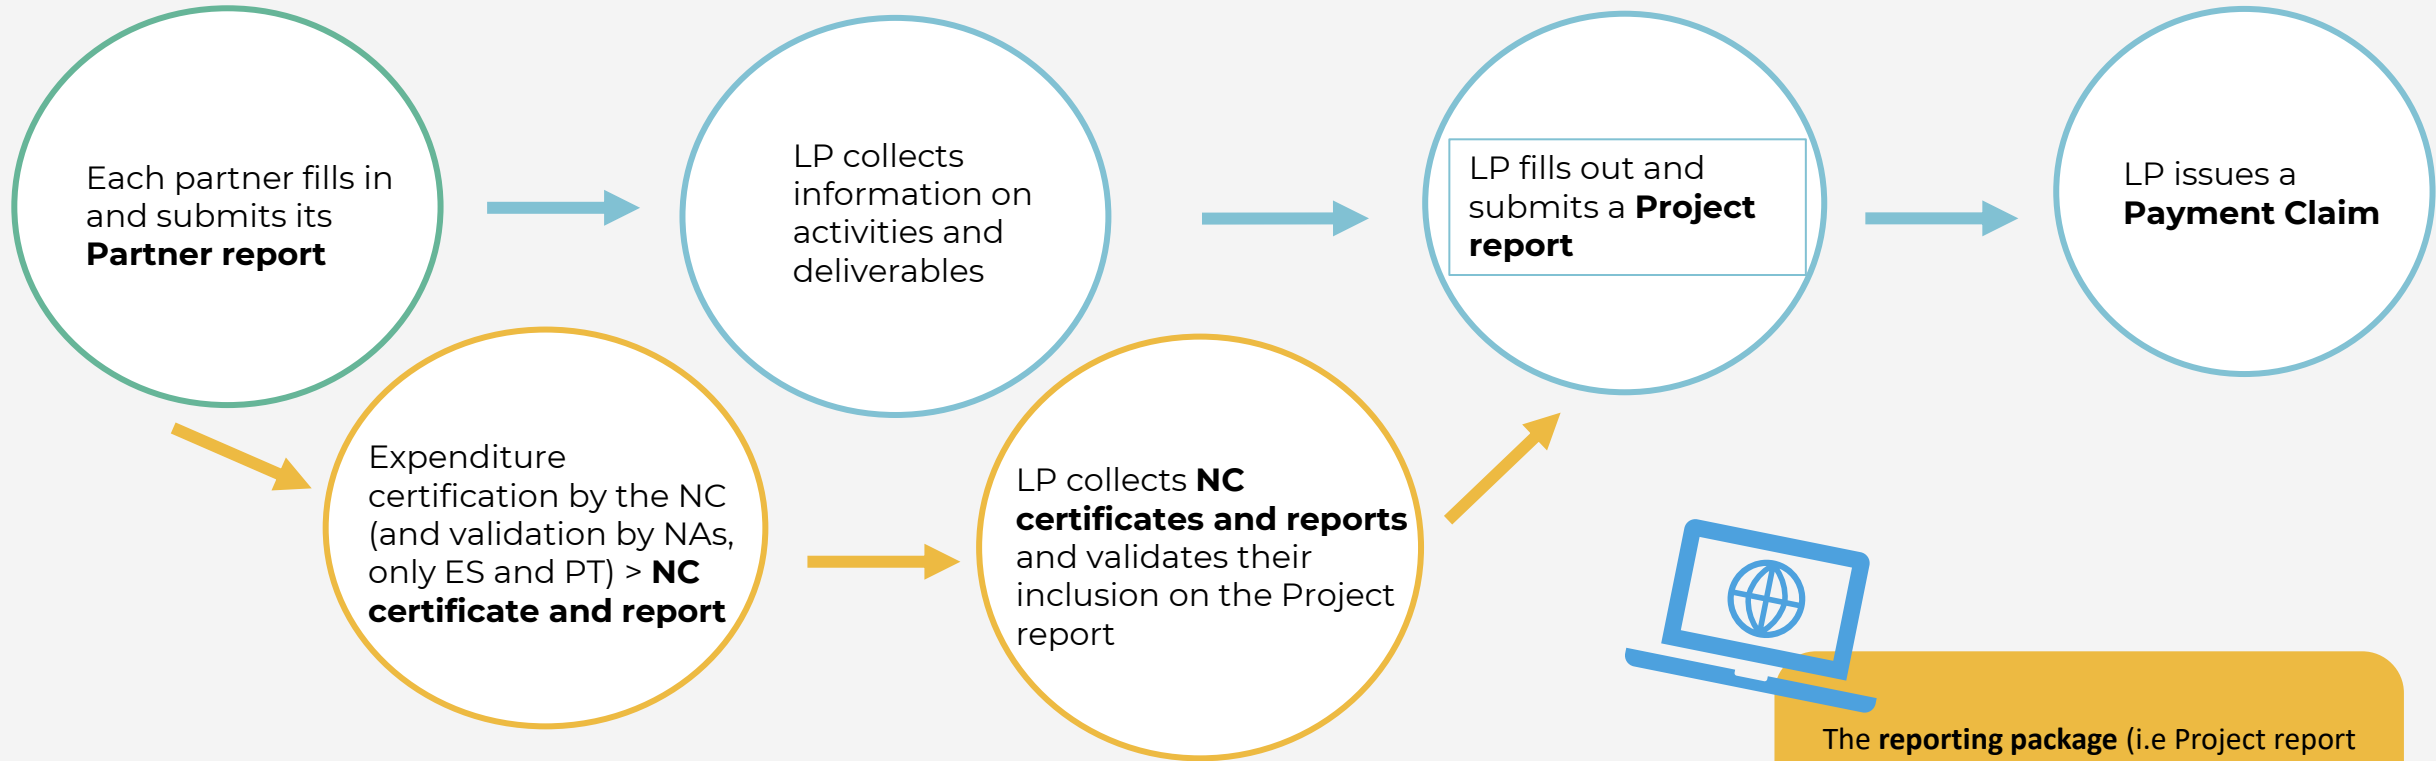 Each partner fills in
and submits its
Partner report
LP collects
information on
activities and
deliverables
LP fills out and
submits a Project
report
LP issues a
Payment Claim
Expenditure
certification by the NC
(and validation by NAs,
only ES and PT) > NC
certificate and report
LP collects NC
certificates and reports
and validates their
inclusion on the Project
report
The reporting package (i.e Project report